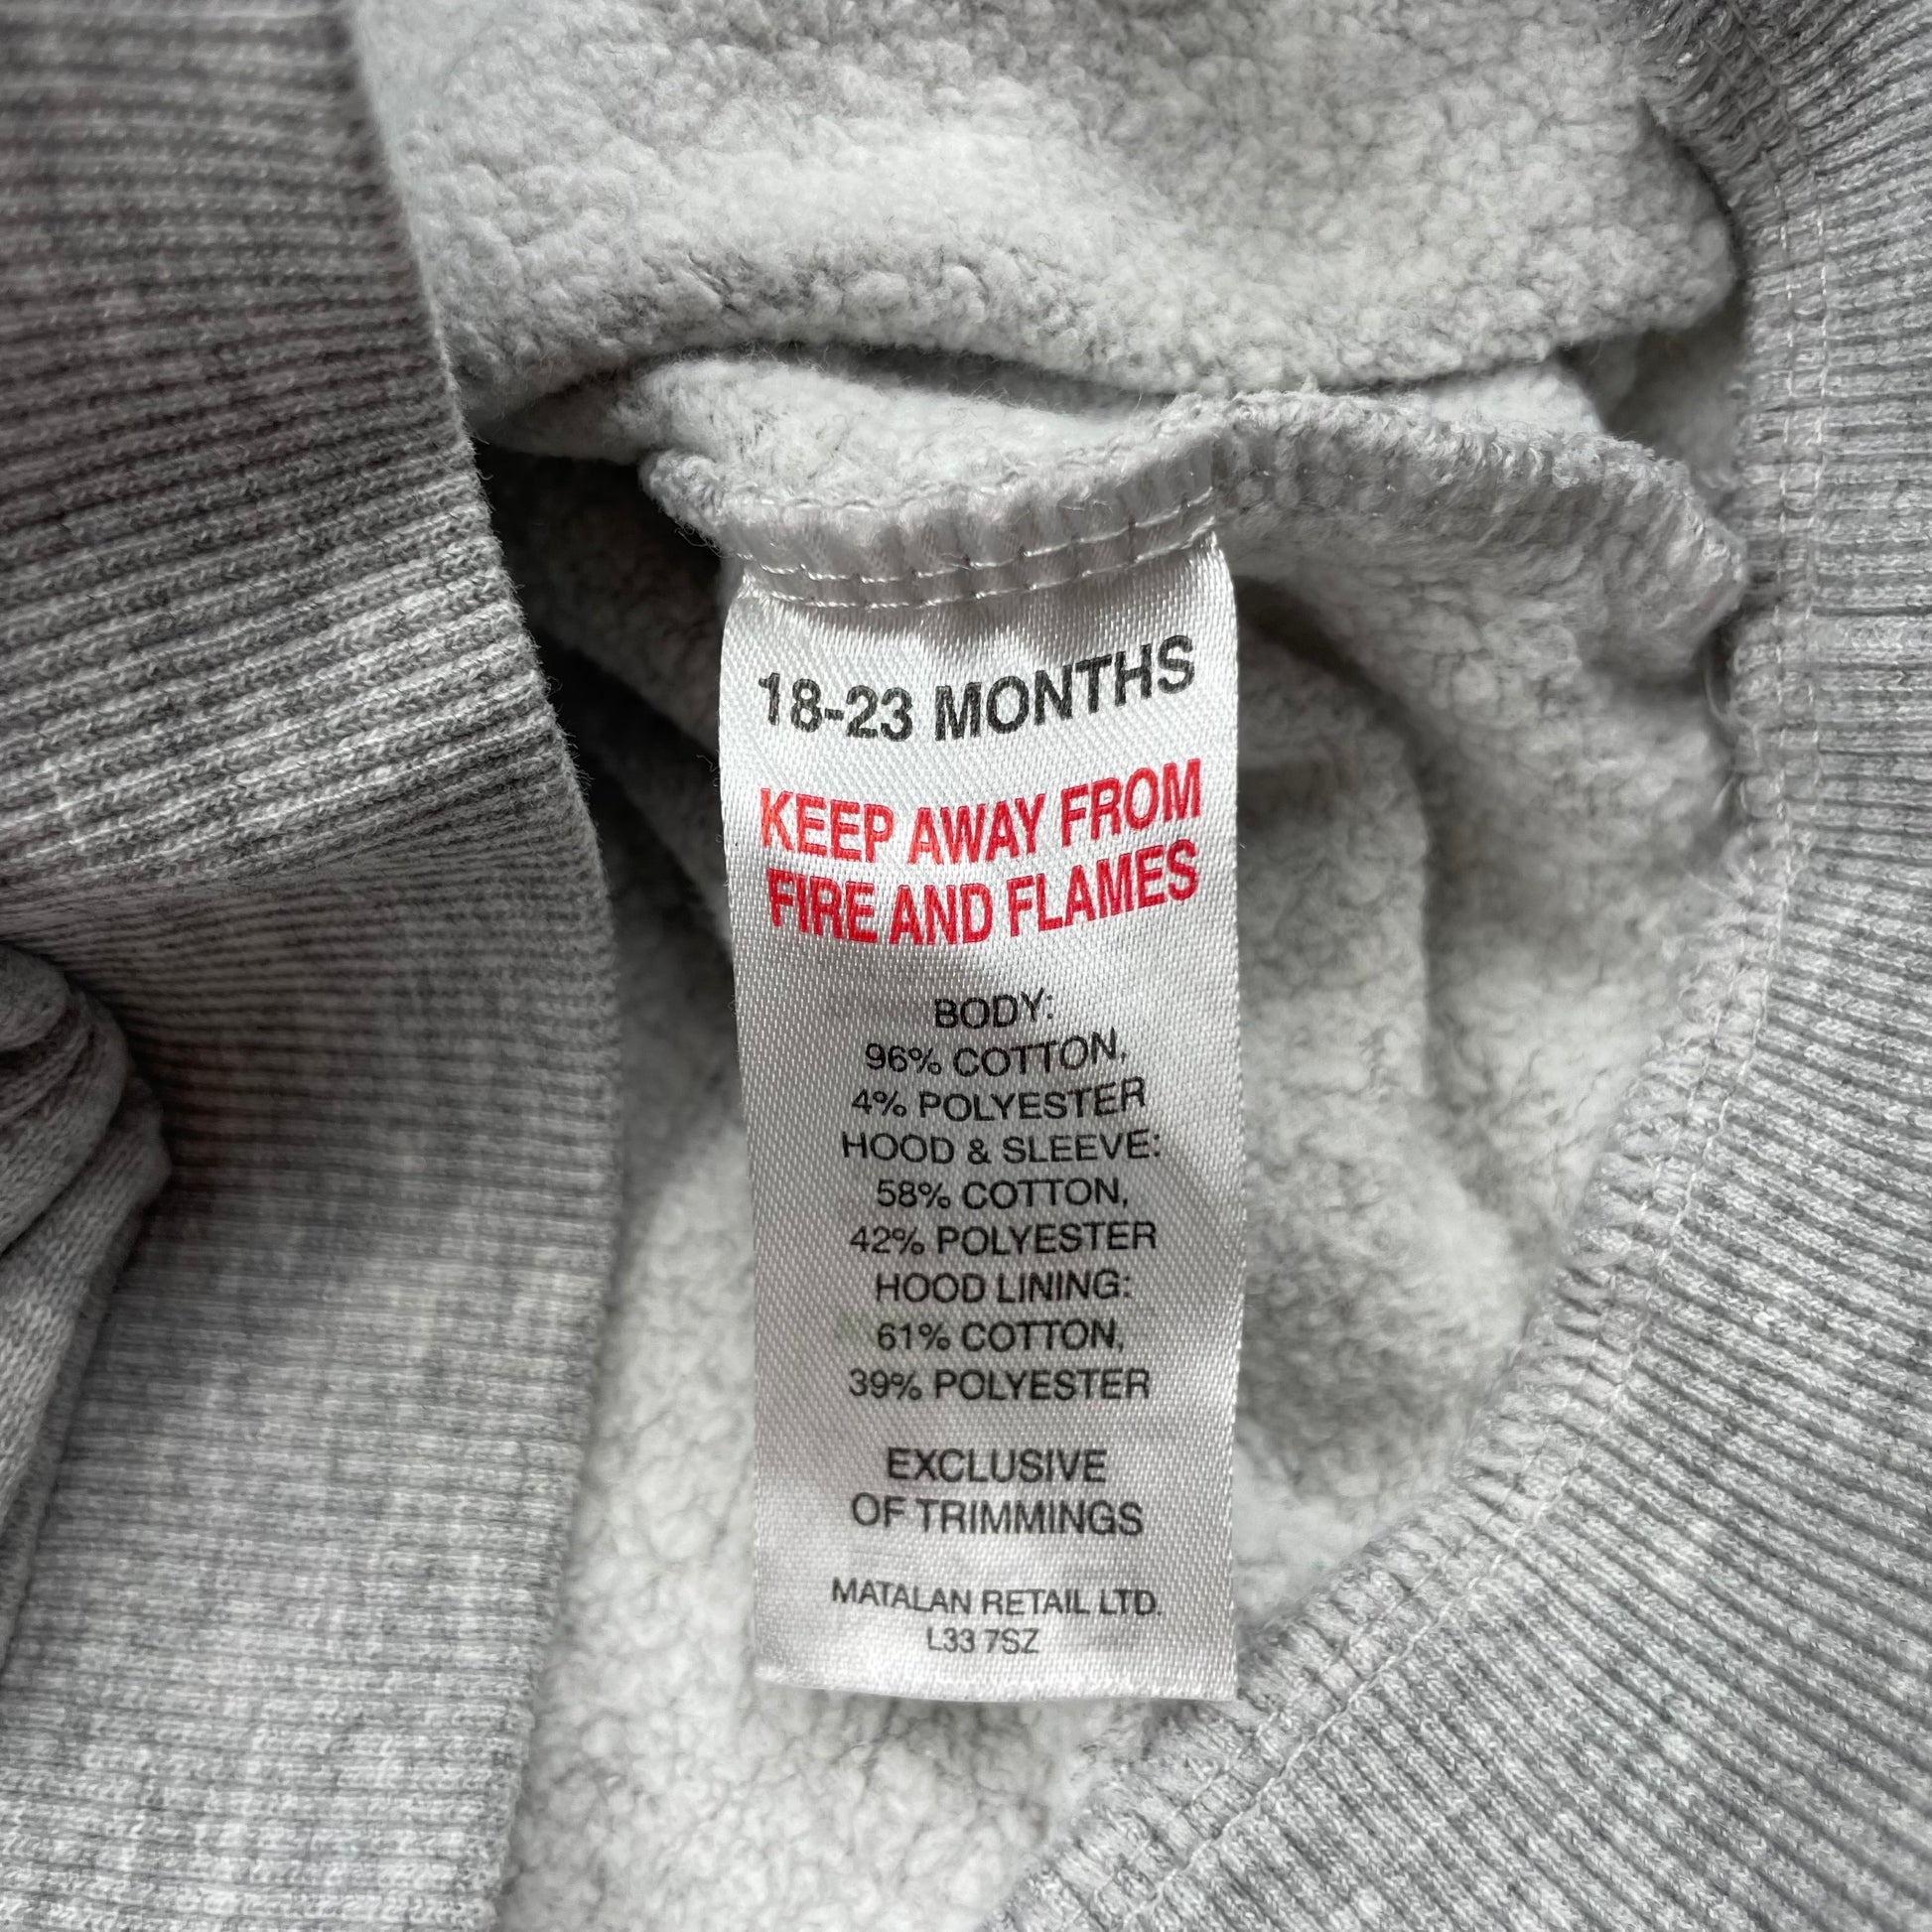 18-23 MONTHS
KEEP AWAY FROM
FIRE AND FLAMES
BODY:
96% COTTON,
4% POLYESTER
HOOD & SLEEVE:
58% COTTON,
42% POLYESTER
HOOD LINING:
61% COTTON,
39% POLYESTER
EXCLUSIVE
OF TRIMMINGS
MATALAN RETAIL LTD.
L33 7SZ